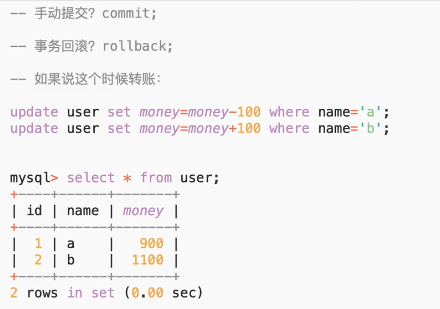 -- 手动提交？commit;
-- 事务回滚？rollback;
-- 如果说这个时候转账：
update user set money=money-100 where name='a';
update user set money=money+100 where name='b';
mysql> select * from user;
+----+------+-------+
| id | name | money |
+----+------+-------+
|  1 | a    |   900 |
|  2 | b    |  1100 |
+----+------+-------+
2 rows in set (0.00 sec)